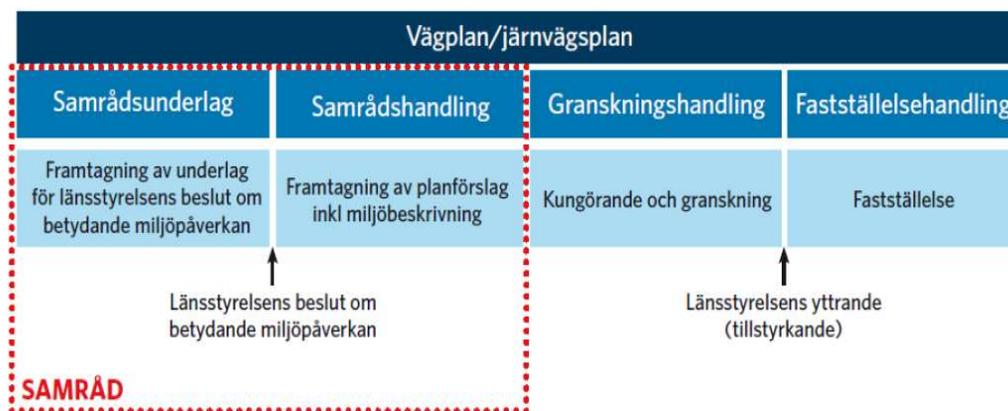 Vägplan/järnvägsplan
Samrådsunderlag
Samrådshandling
Granskningshandling
Fastställelsehandling
Framtagning av underlag
för länsstyrelsens beslut om
betydande miljöpåverkan
Framtagning av planförslag
inkl miljöbeskrivning
Kungörande och granskning
Fastställelse
Länsstyrelsens beslut om
betydande miljöpåverkan
Länsstyrelsens yttrande
(tillstyrkande)
SAMRÅD